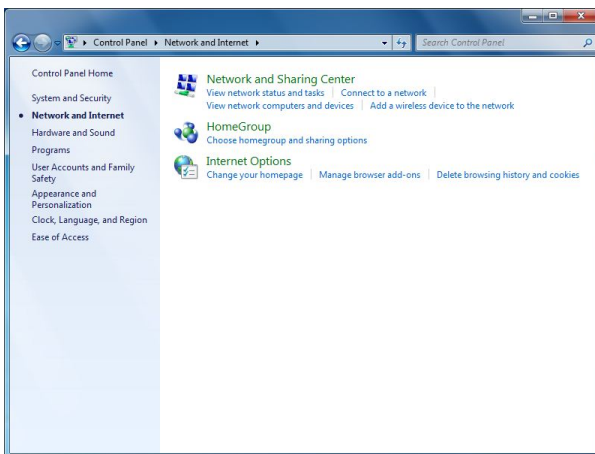 Control Panel Network and Internet Search Control Panel
Control Panel Home
System and Security
Network and Internet
Hardware and Sound
Programs
User Accounts and Family
Safety
Appearance and
Personalization
Clock, Language, and Region
Ease of Access
Network and Sharing Center
View network status and tasks Connect to a network
View network computers and devices Add a wireless device to the network
HomeGroup
Choose homegroup and sharing options
Internet Options
Change your homepage Manage browser add-ons Delete browsing history and cookies